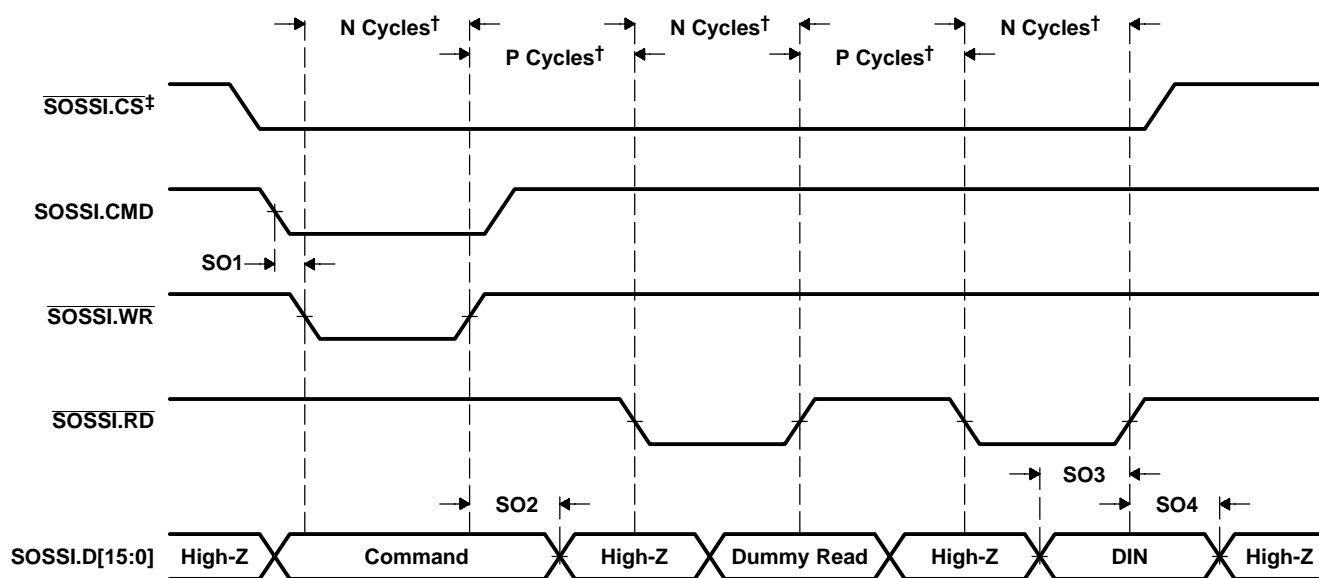 N Cycles† N Cycles† N Cycles†
P Cycles† P Cycles†
SOSSI.CS‡
SOSSI.CMD
SO1
SOSSI.WR
SOSSI.RD
SO3
SO2 SO4
SOSSI.D[15:0] High-Z Command High-Z Dummy Read High-Z DIN High-Z